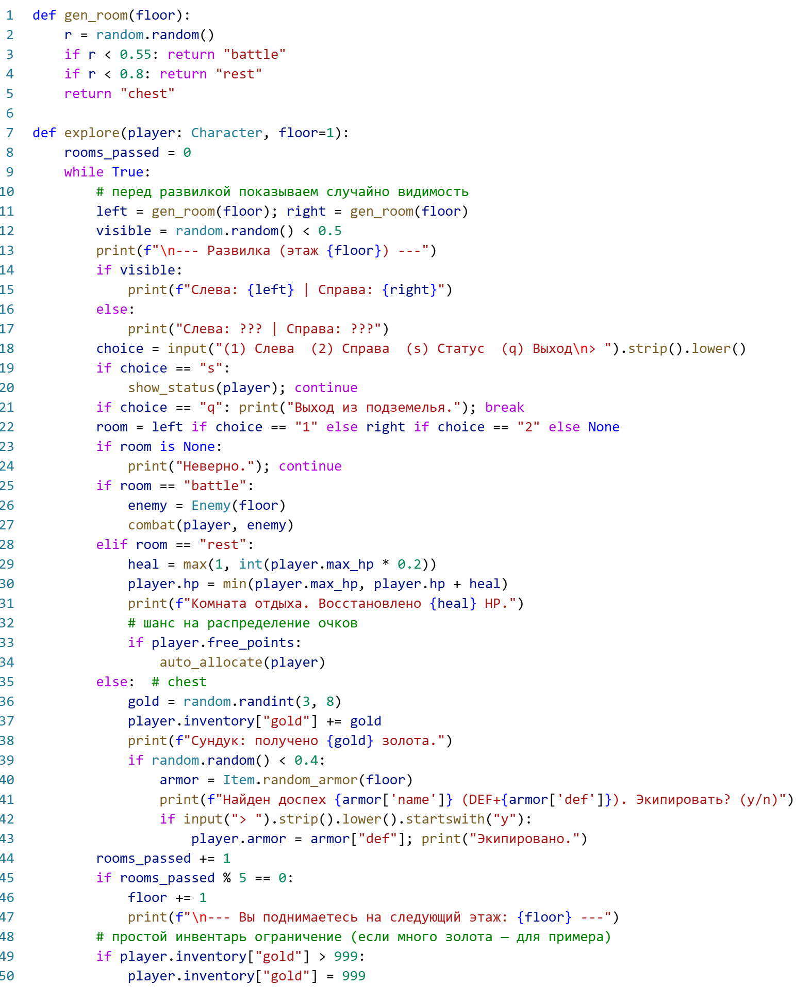 1 def gen_room(floor):
2     r = random.random()
3     if r < 0.55: return "battle"
4     if r < 0.8: return "rest"
5     return "chest"
6
7 def explore(player: Character, floor=1):
8     rooms_passed = 0
9     while True:
10         # перед развилкой показываем случайно видимость
11         left = gen_room(floor); right = gen_room(floor)
12         visible = random.random() < 0.5
13         print(f"\n--- Развилка (этаж {floor}) ---")
14         if visible:
15             print(f"Слева: {left} | Справа: {right}")
16         else:
17             print("Слева: ??? | Справа: ???")
18         choice = input("(1) Слева  (2) Справа  (s) Статус  (q) Выход\n> ").strip().lower()
19         if choice == "s":
20             show_status(player); continue
21         if choice == "q": print("Выход из подземелья."); break
22         room = left if choice == "1" else right if choice == "2" else None
23         if room is None:
24             print("Неверно."); continue
25         if room == "battle":
26             enemy = Enemy(floor)
27             combat(player, enemy)
28         elif room == "rest":
29             heal = max(1, int(player.max_hp * 0.2))
30             player.hp = min(player.max_hp, player.hp + heal)
31             print(f"Комната отдыха. Восстановлено {heal} HP.")
32             # шанс на распределение очков
33             if player.free_points:
34                 auto_allocate(player)
35         else:  # chest
36             gold = random.randint(3, 8)
37             player.inventory["gold"] += gold
38             print(f"Сундук: получено {gold} золота.")
39             if random.random() < 0.4:
40                 armor = Item.random_armor(floor)
41                 print(f"Найден доспех {armor['name']} (DEF+{armor['def']}). Экипировать? (y/n)")
42                 if input("> ").strip().lower().startswith("y"):
43                     player.armor = armor["def"]; print("Экипировано.")
44         rooms_passed += 1
45         if rooms_passed % 5 == 0:
46             floor += 1
47             print(f"\n--- Вы поднимаетесь на следующий этаж: {floor} ---")
48         # простой инвентарь ограничение (если много золота — для примера)
49         if player.inventory["gold"] > 999:
50             player.inventory["gold"] = 999